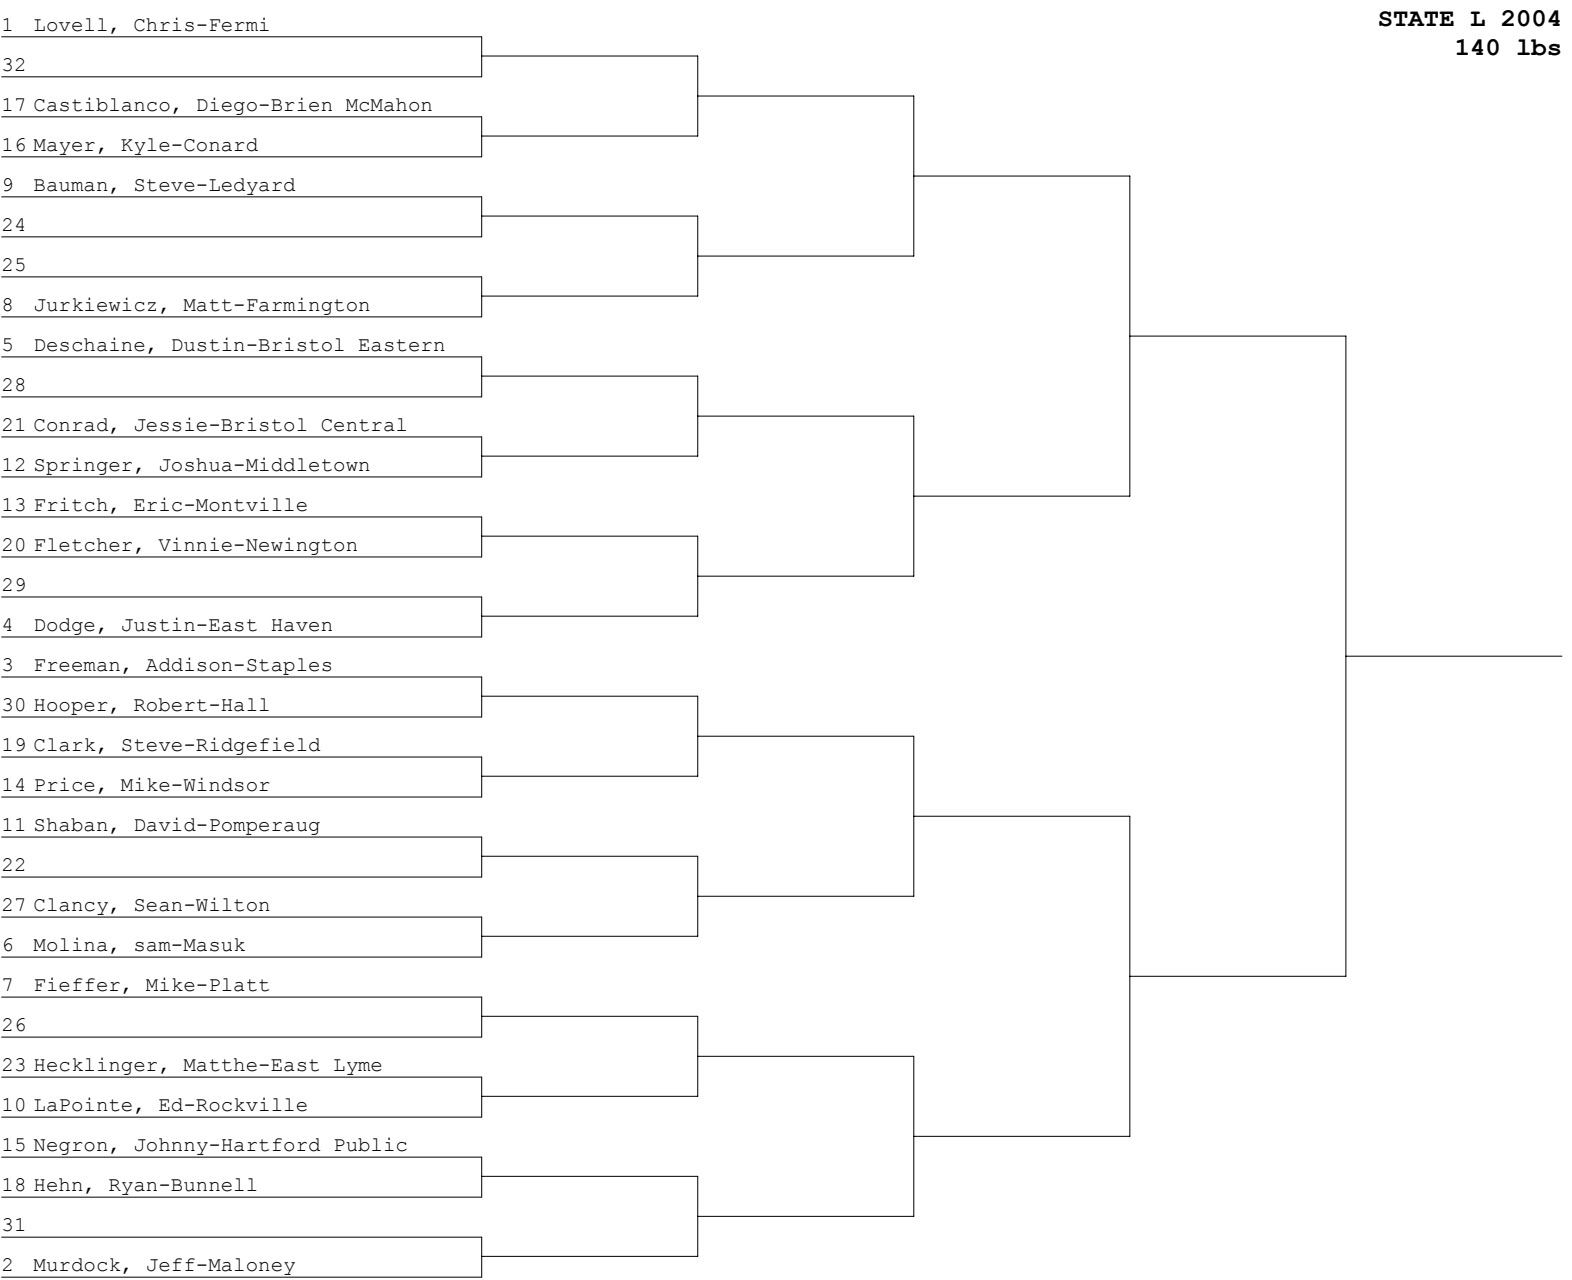 STATE L 2004
140 lbs
1 Lovell, Chris-Fermi
32
17 Castiblanco, Diego-Brien McMahon
16 Mayer, Kyle-Conard
9 Bauman, Steve-Ledyard
24
25
8 Jurkiewicz, Matt-Farmington
5 Deschaine, Dustin-Bristol Eastern
28
21 Conrad, Jessie-Bristol Central
12 Springer, Joshua-Middletown
13 Fritch, Eric-Montville
20 Fletcher, Vinnie-Newington
29
4 Dodge, Justin-East Haven
3 Freeman, Addison-Staples
30 Hooper, Robert-Hall
19 Clark, Steve-Ridgefield
14 Price, Mike-Windsor
11 Shaban, David-Pomperaug
22
27 Clancy, Sean-Wilton
6 Molina, sam-Masuk
7 Fieffer, Mike-Platt
26
23 Hecklinger, Matthe-East Lyme
10 LaPointe, Ed-Rockville
15 Negron, Johnny-Hartford Public
18 Hehn, Ryan-Bunnell
31
2 Murdock, Jeff-Maloney